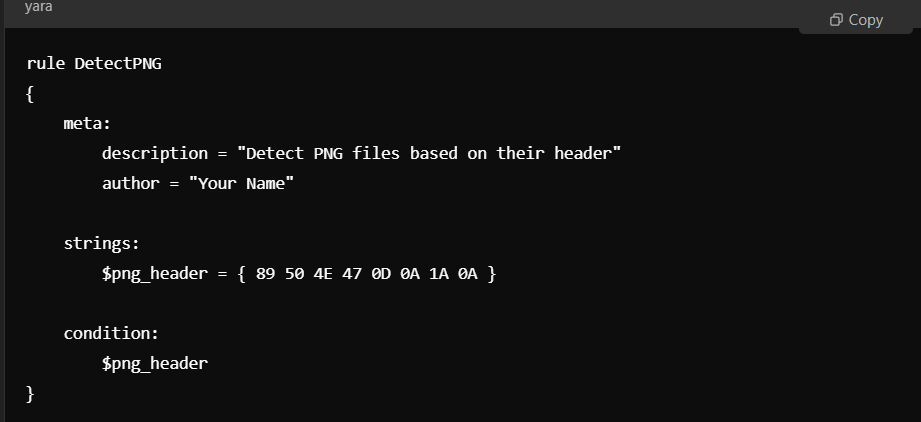 yara
Copy
rule DetectPNG
{
meta:
description = "Detect PNG files based on their header"
author = "Your Name"
strings:
$png_header = { 89 50 4E 47 0D 0A 1A 0A }
condition:
$png_header
}